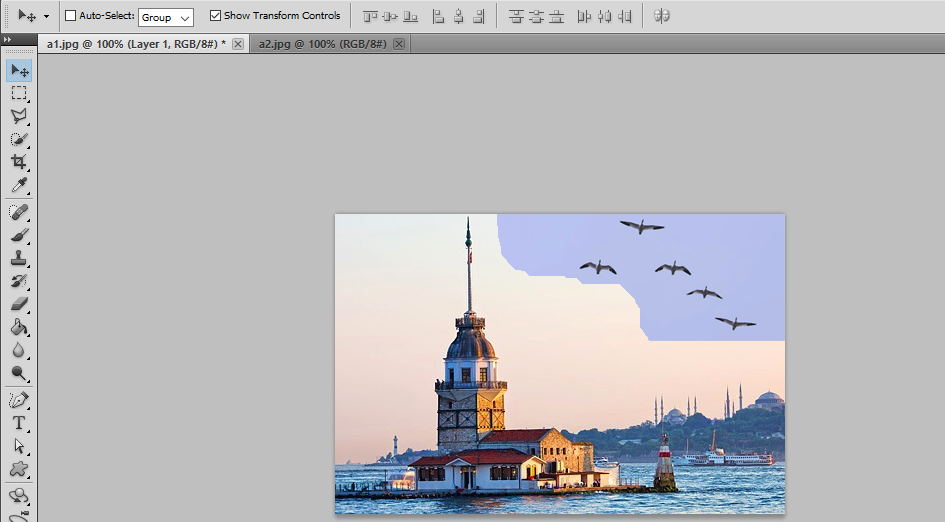 Auto-Select: Group Show Transform Controls
a1.jpg @ 100% (Layer 1, RGB/8#) * a2.jpg @ 100% (RGB/8#)
T